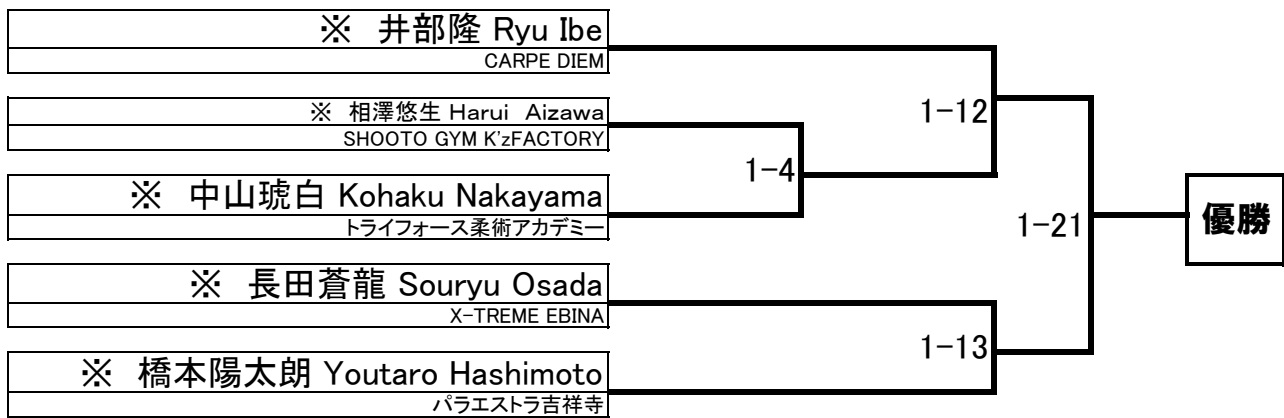 ※ 井部隆 Ryu Ibe
CARPE DIEM
※ 相澤悠生 Harui Aizawa
SHOOTO GYM K'zFACTORY
1-12
1-4
※ 中山琥白 Kohaku Nakayama
トライフォース柔術アカデミー
1-21
優勝
※ 長田蒼龍 Souryu Osada
X-TREME EBINA
1-13
※ 橋本陽太朗 Youtaro Hashimoto
パラエストラ吉祥寺